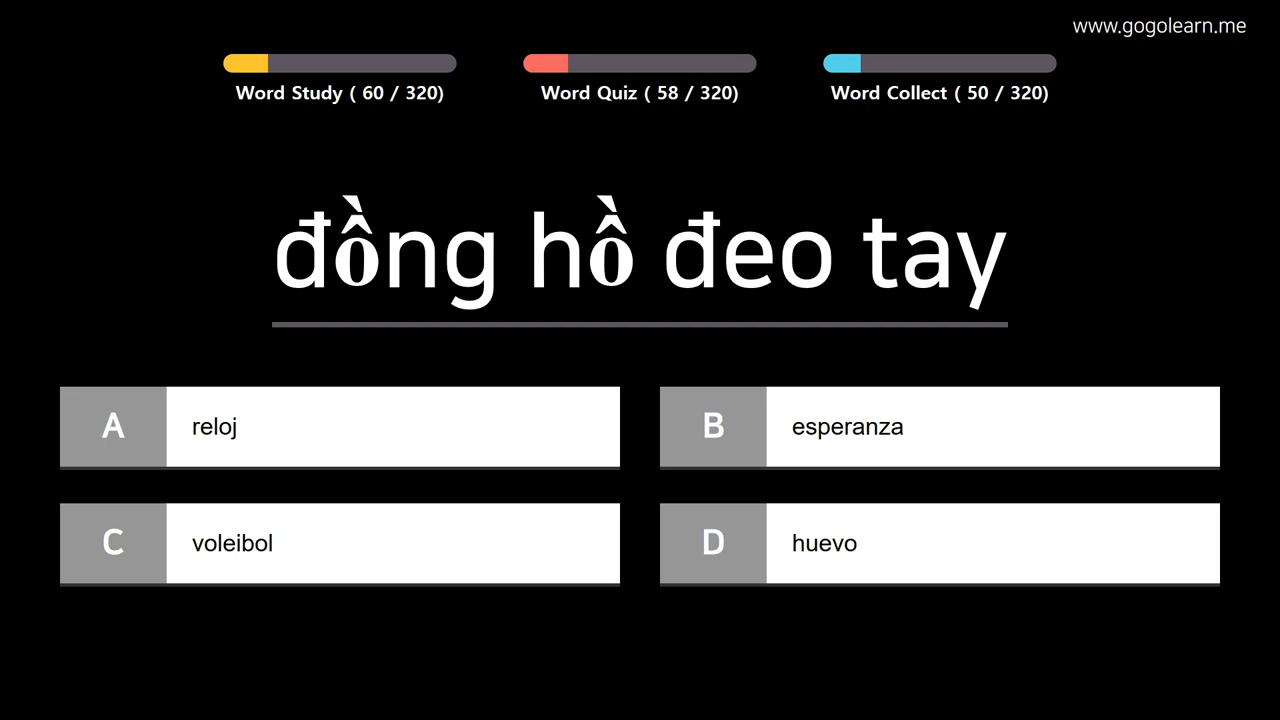 www.gogolearn.me
Word Study ( 60 / 320)
Word Quiz ( 58 / 320)
Word Collect ( 50 / 320)
đồng hồ đeo tay
A reloj
B esperanza
C voleibol
D huevo